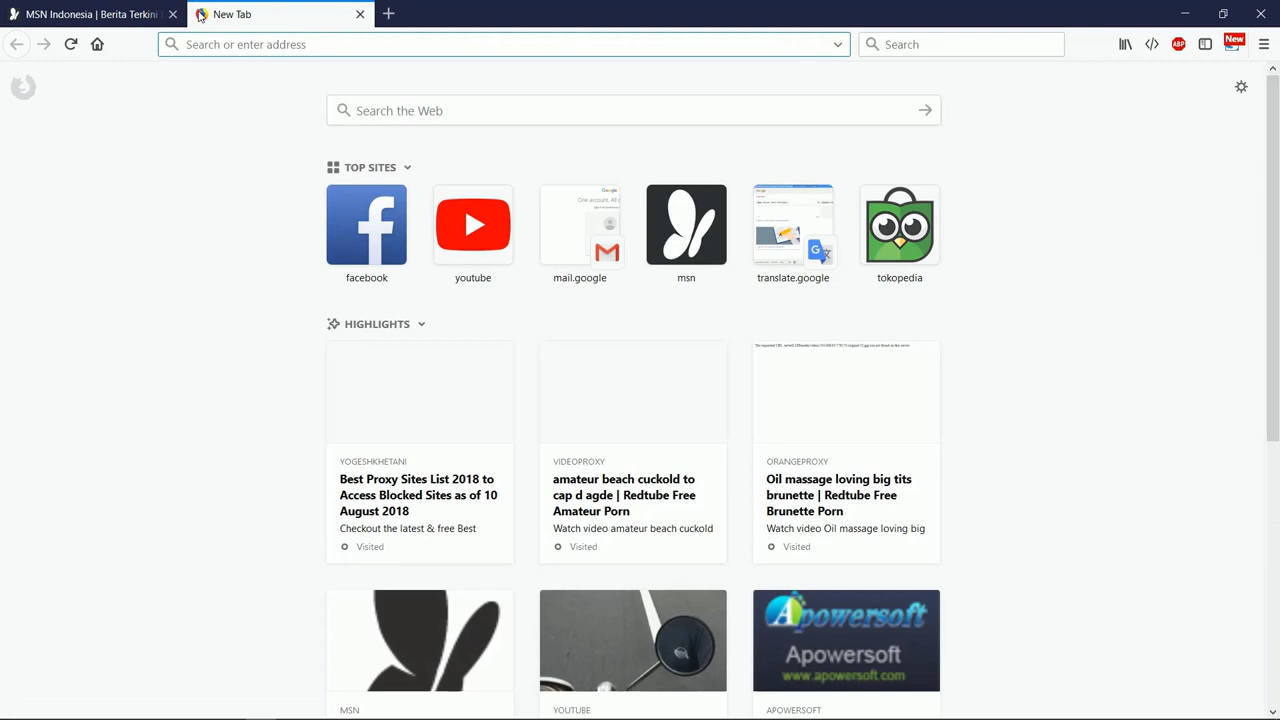 MSN Indonesia | Berita Terkini
New Tab
Search or enter address
Search
ABP
New
Search the Web
TOP SITES
facebook
youtube
mail.google
msn
translate.google
tokopedia
HIGHLIGHTS
YOGESHKHETANI
Best Proxy Sites List 2018 to
Access Blocked Sites as of 10
August 2018
Checkout the latest & free Best
Visited
VIDEOPROXY
amateur beach cuckold to
cap d agde | Redtube Free
Amateur Porn
Watch video amateur beach cuckold
Visited
ORANGEPROXY
Oil massage loving big tits
brunette | Redtube Free
Brunette Porn
Watch video Oil massage loving big
Visited
MSN
YOUTUBE
Apowersoft
Apowersoft
www.apowersoft.com
APOWERSOFT